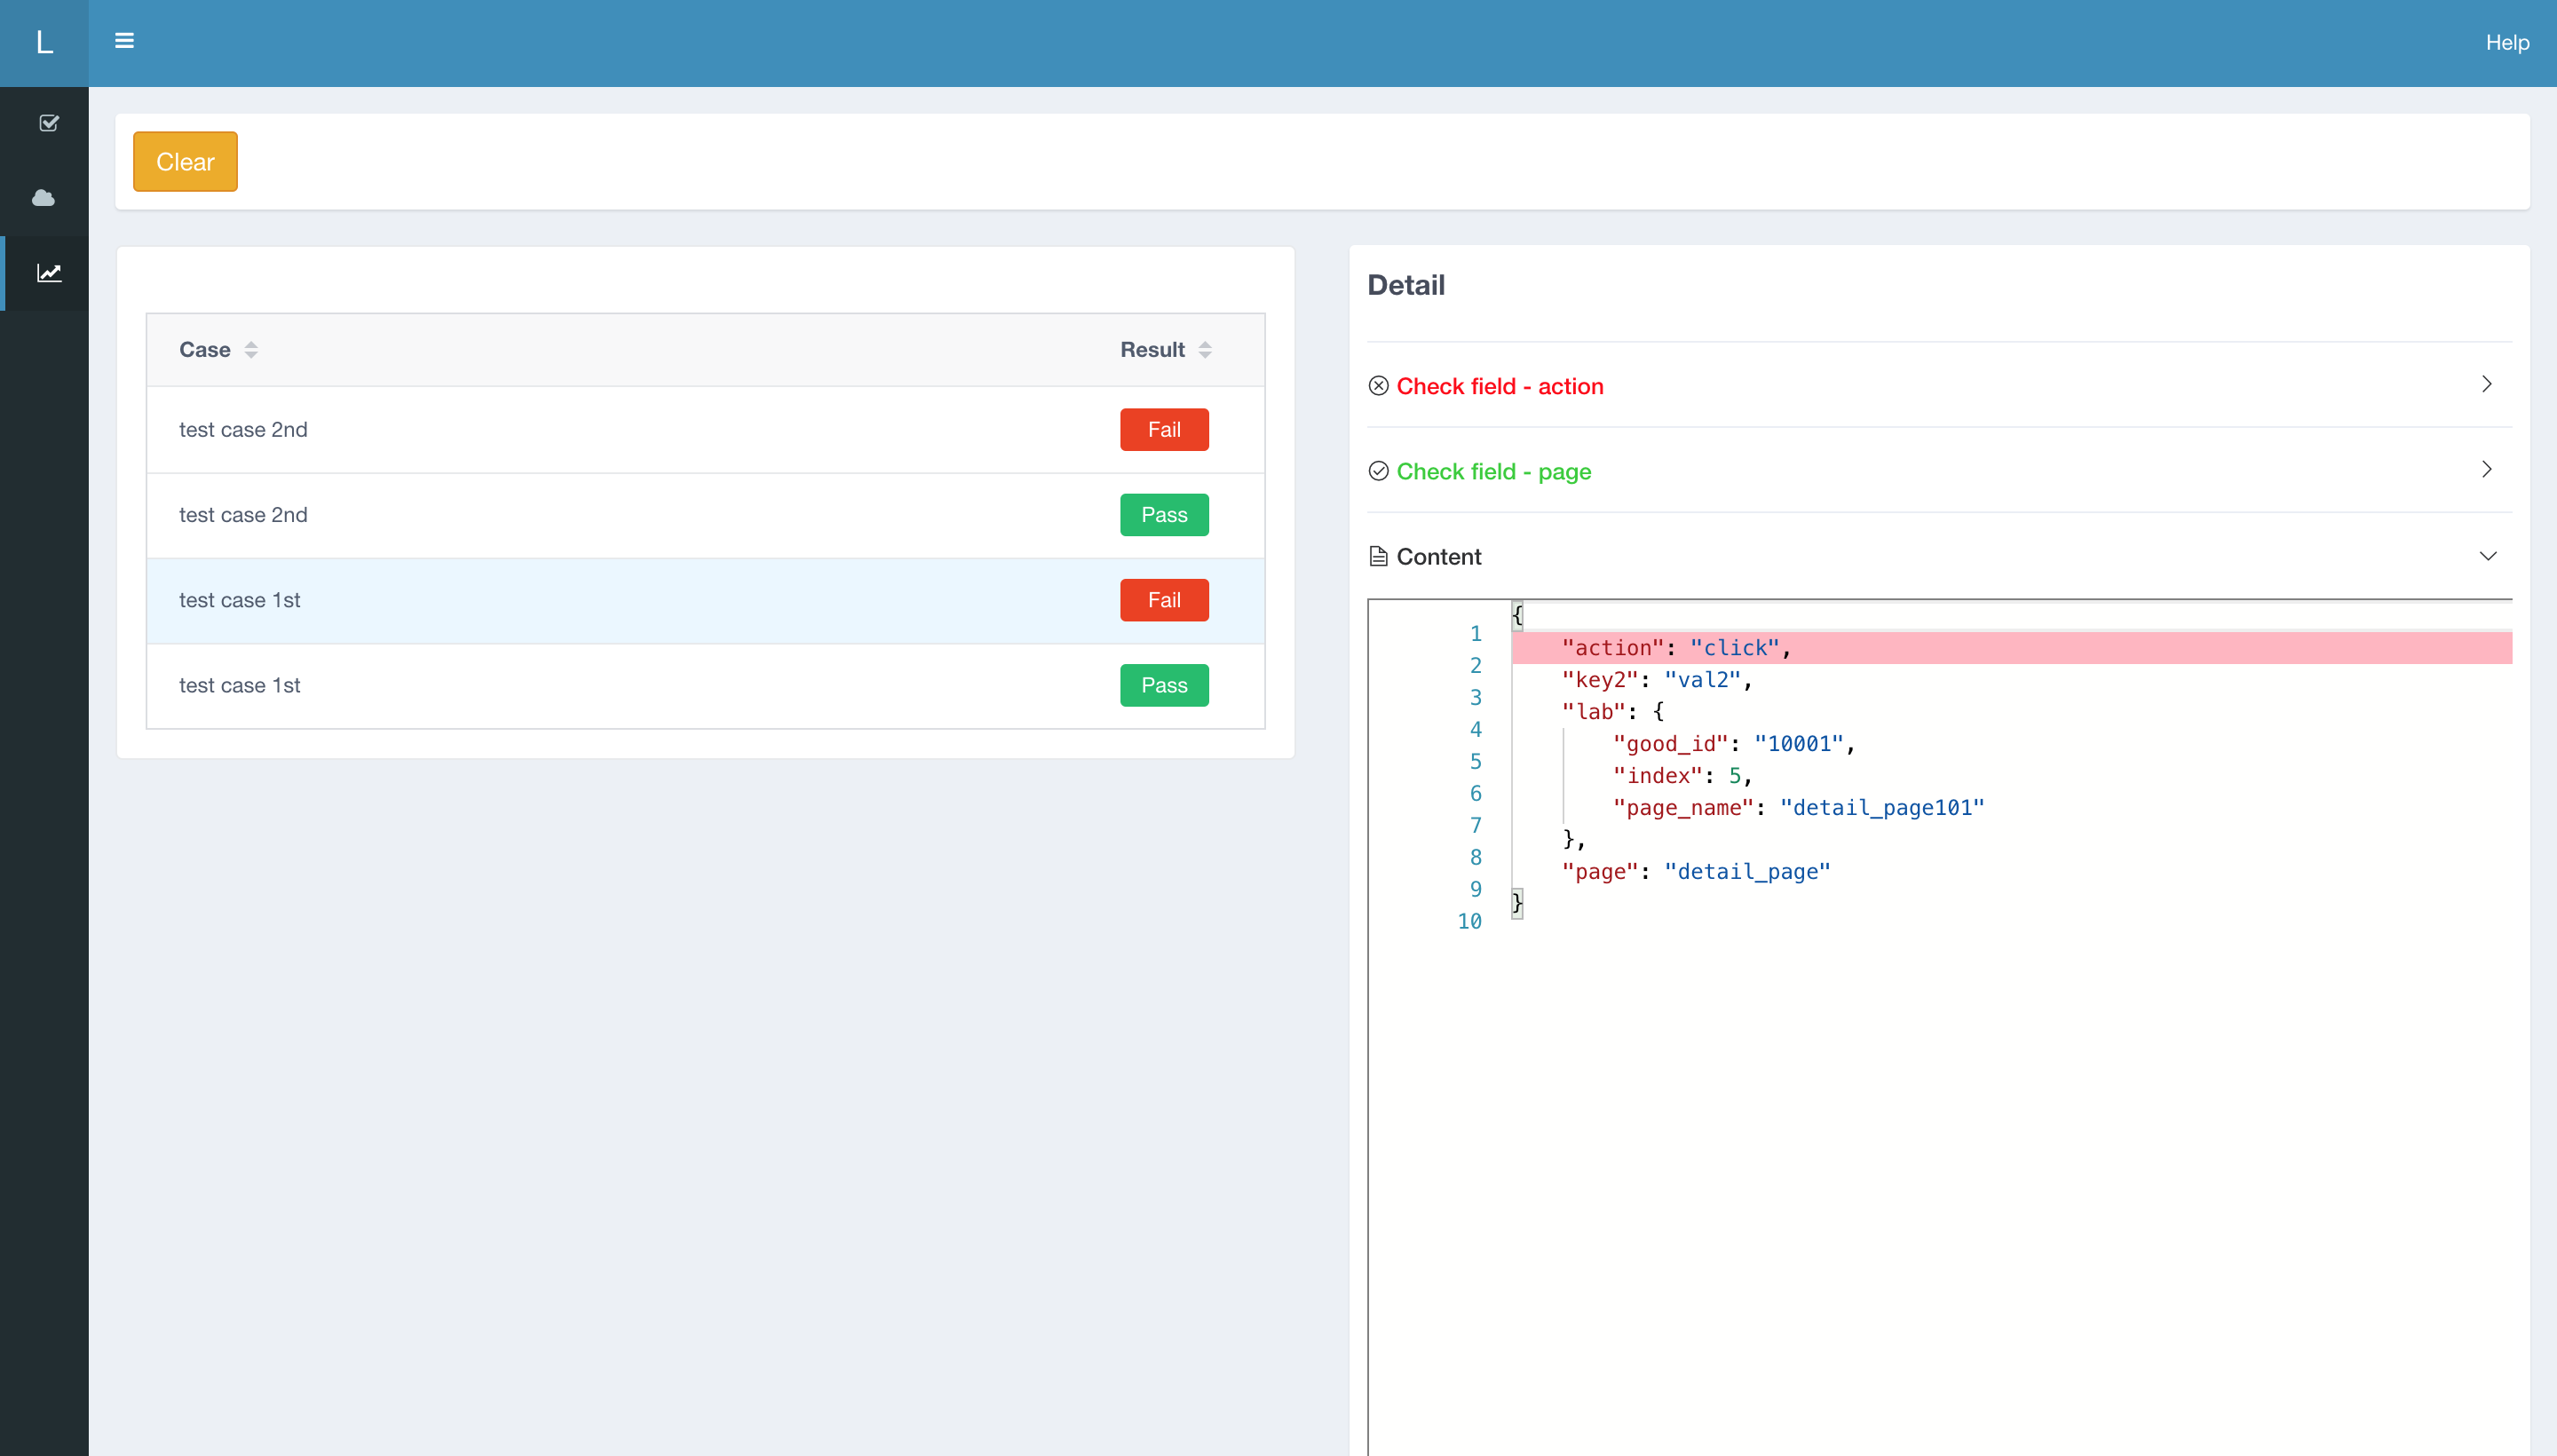 L
Help
Clear
Case Result
test case 2nd Fail
test case 2nd Pass
test case 1st Fail
test case 1st Pass
Detail
Check field - action
Check field - page
Content
1 {
2 "action": "click",
3 "key2": "val2",
4 "lab": {
5 "good_id": "10001",
6 "index": 5,
7 "page_name": "detail_page101"
8 },
9 "page": "detail_page"
10 }